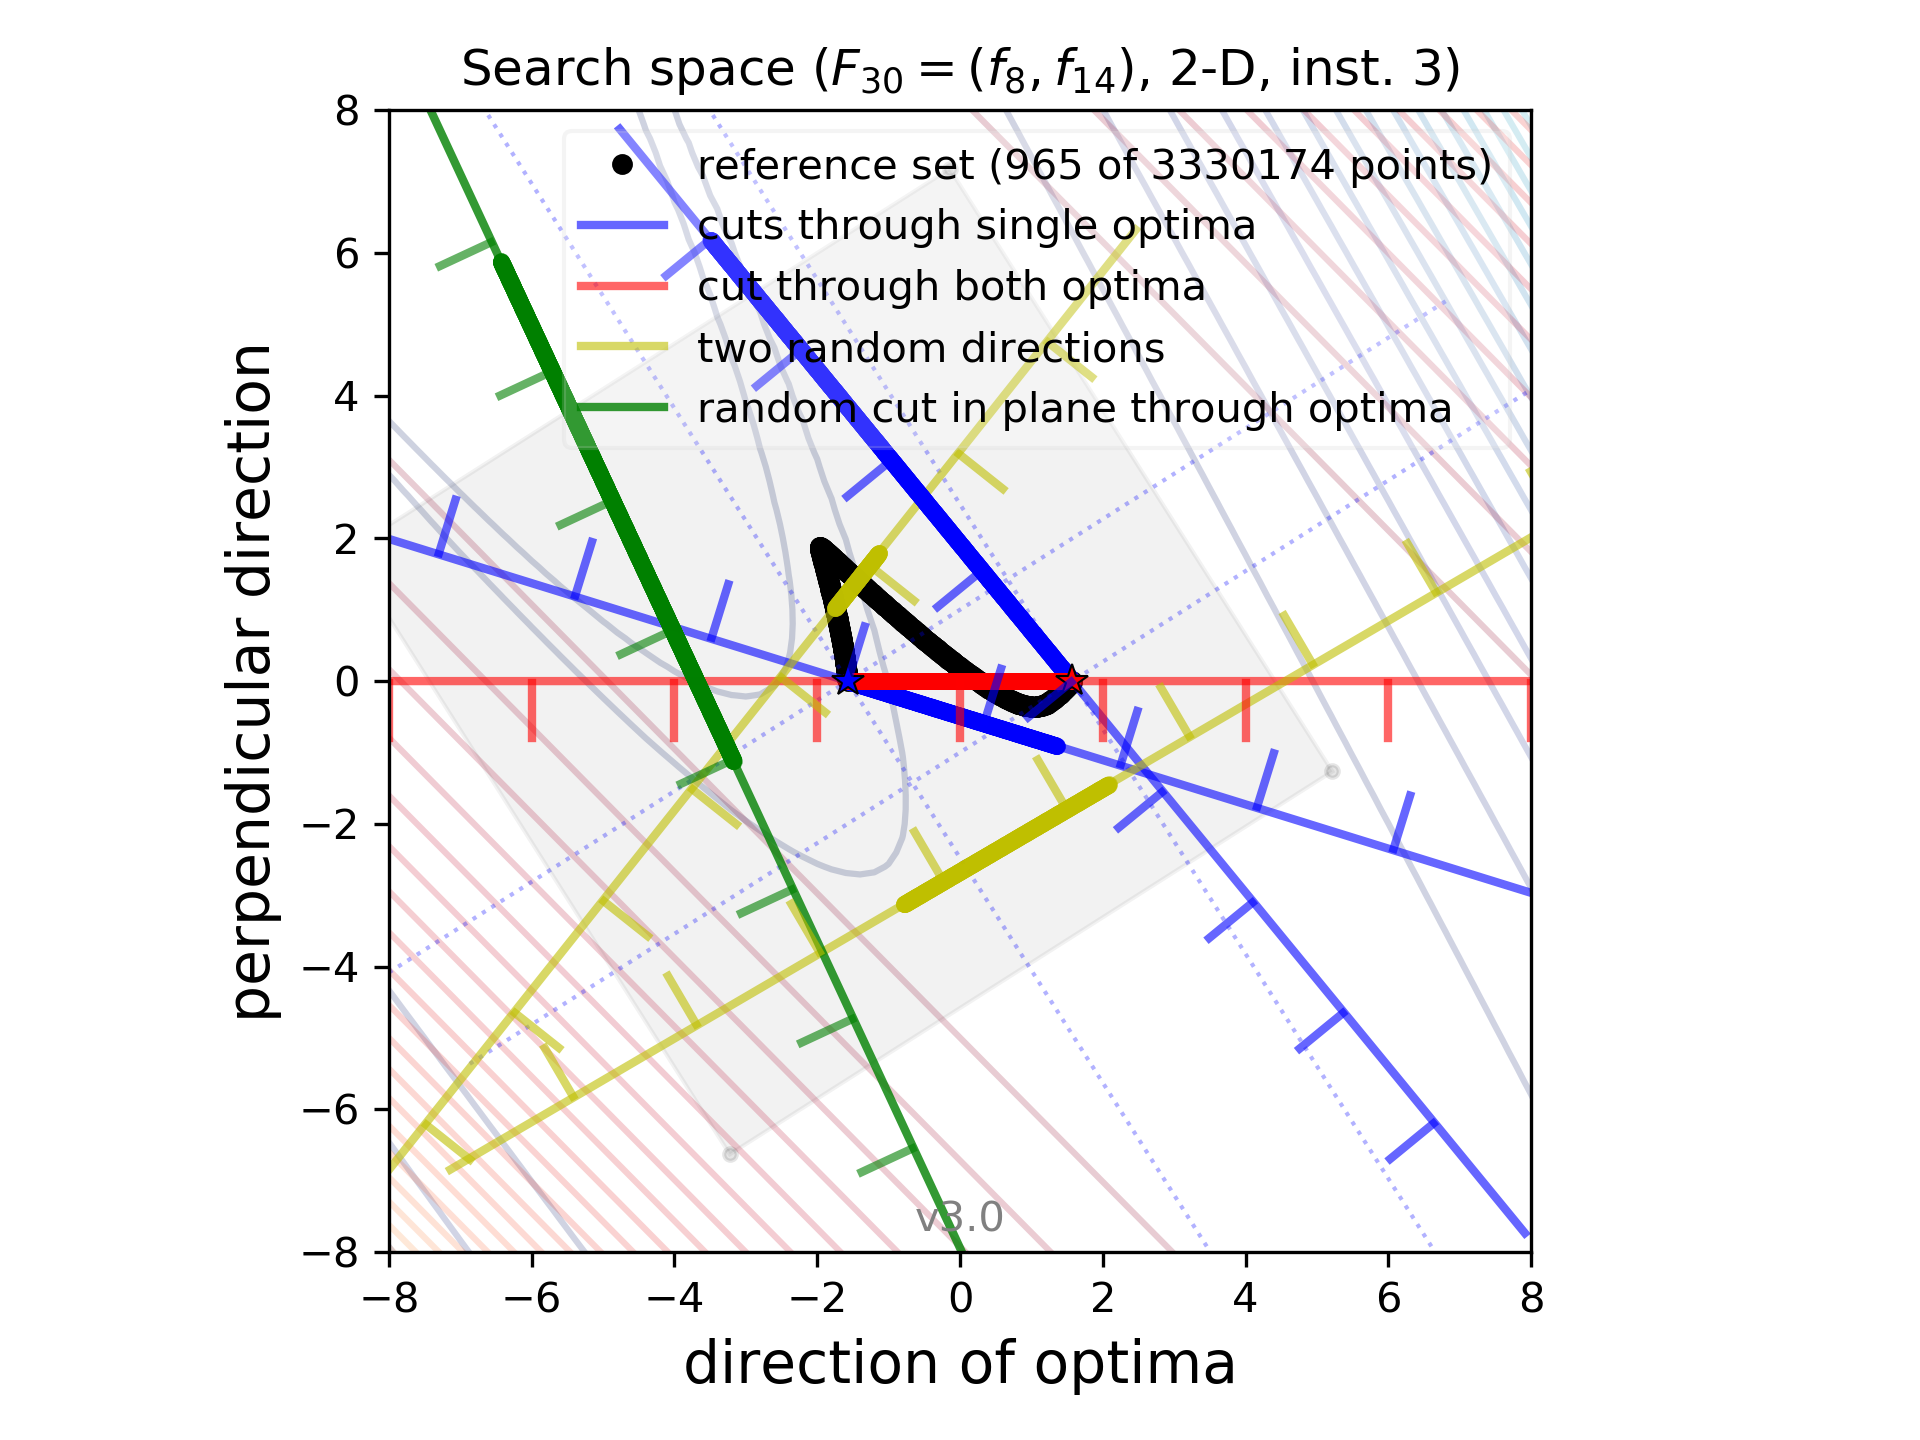 Search space (F30 = (f8, f14), 2-D, inst. 3)
reference set (965 of 3330174 points)
cuts through single optima
cut through both optima
two random directions
random cut in plane through optima
perpendicular direction
8
6
4
2
0
−2
−4
−6
−8
v3.0
−8 −6 −4 −2 0 2 4 6 8
direction of optima